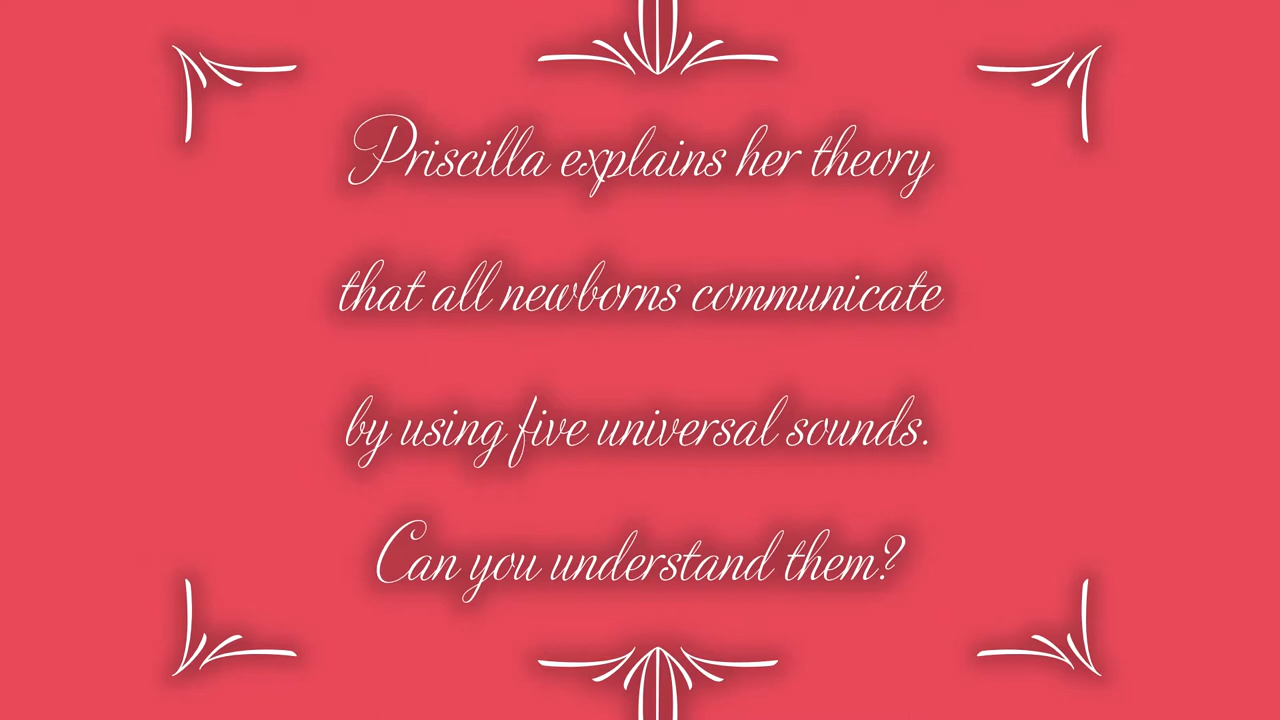 Priscilla explains her theory
that all newborns communicate
by using five universal sounds.
Can you understand them?